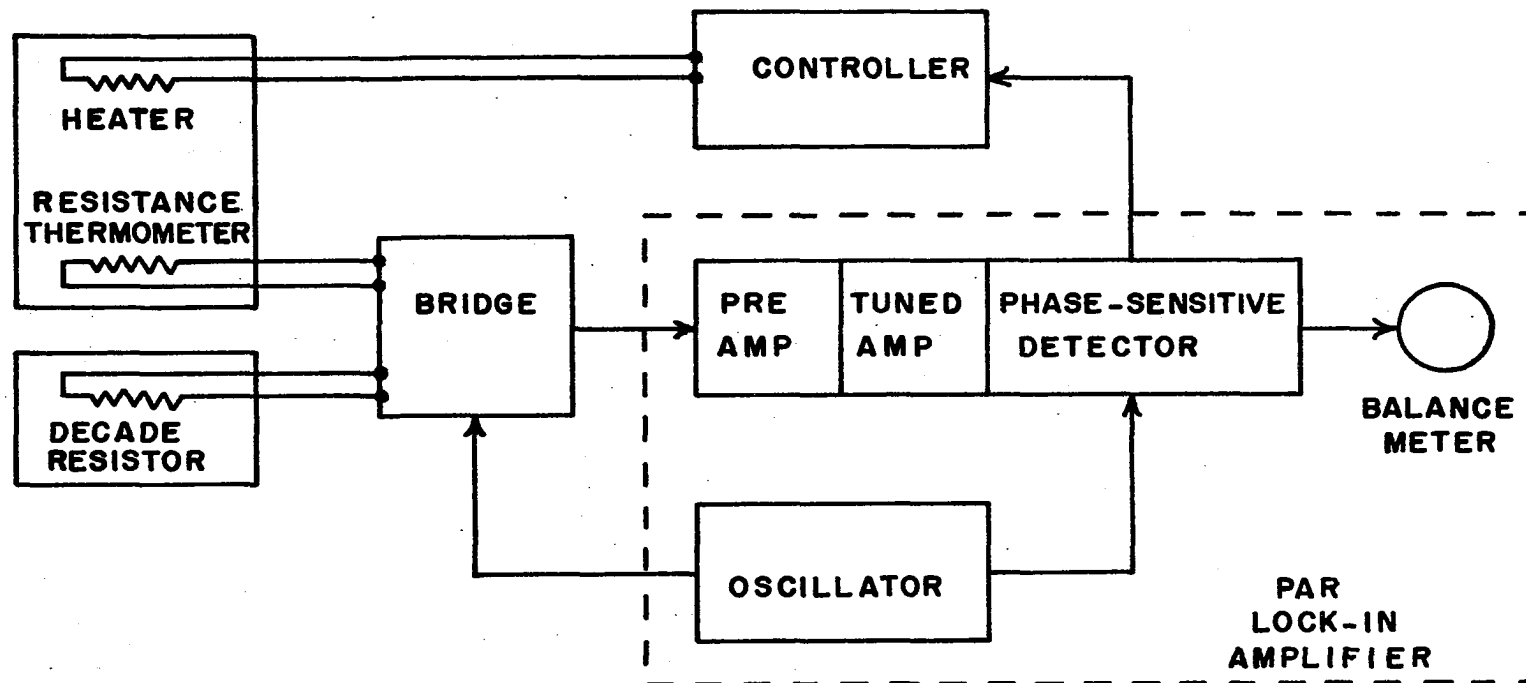 CONTROLLER
HEATER
RESISTANCE
THERMOMETER
BRIDGE
PRE
AMP
TUNED
AMP
PHASE-SENSITIVE
DETECTOR
BALANCE
METER
DECADE
RESISTOR
OSCILLATOR
PAR
LOCK-IN
AMPLIFIER